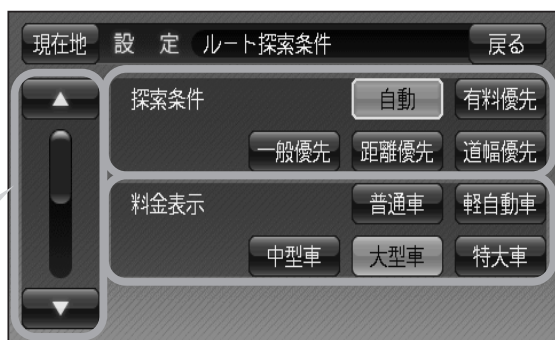 現在地 設 定 ルート探索条件 戻る
▲
探索条件 自動 有料優先
一般優先 距離優先 道幅優先
料金表示 普通車 軽自動車
中型車 大型車 特大車
▼